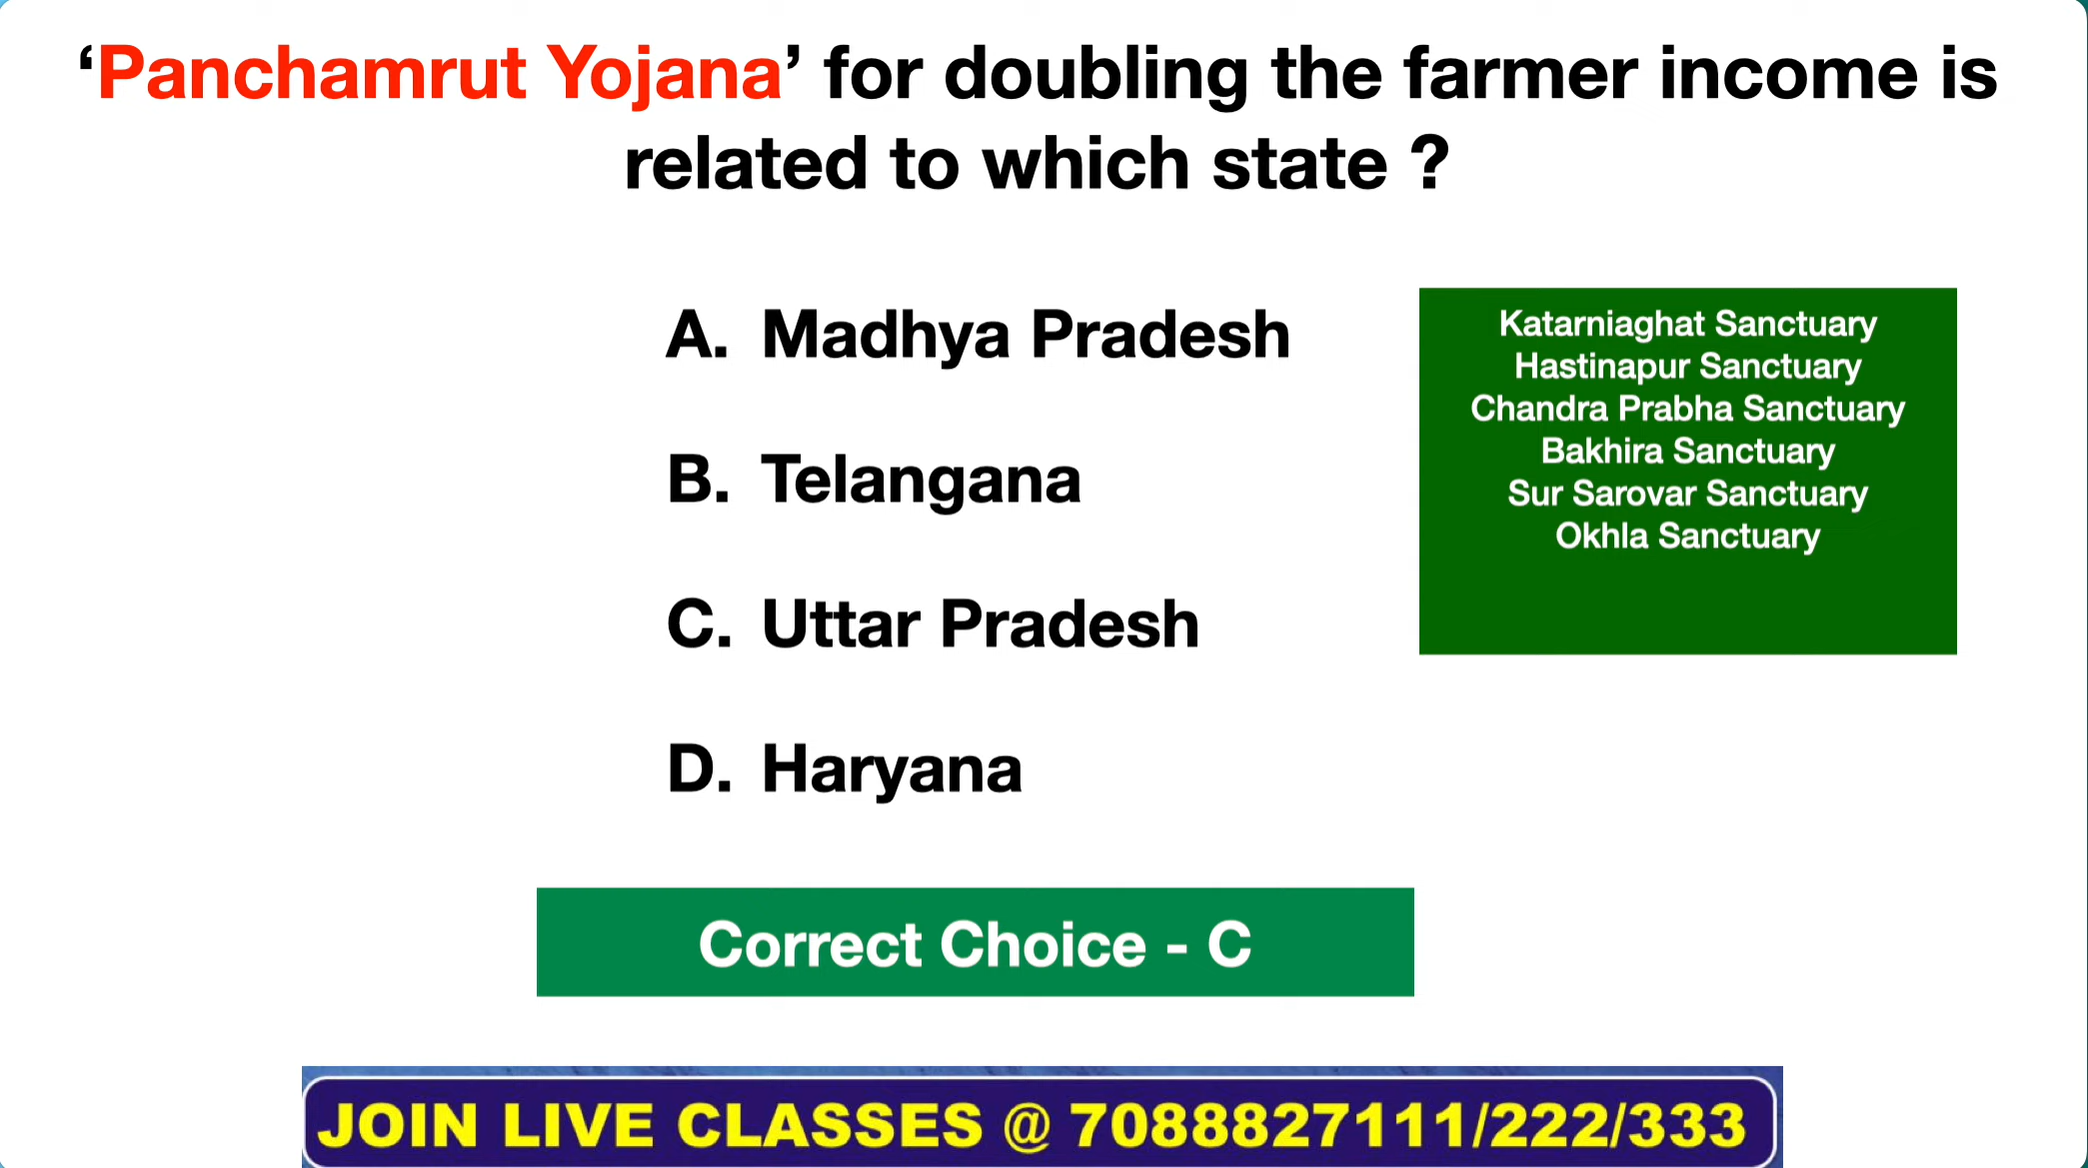 ‘Panchamrut Yojana’ for doubling the farmer income is
related to which state ?
A. Madhya Pradesh
B. Telangana
C. Uttar Pradesh
D. Haryana
Katarniaghat Sanctuary
Hastinapur Sanctuary
Chandra Prabha Sanctuary
Bakhira Sanctuary
Sur Sarovar Sanctuary
Okhla Sanctuary
Correct Choice - C
JOIN LIVE CLASSES @ 7088827111/222/333